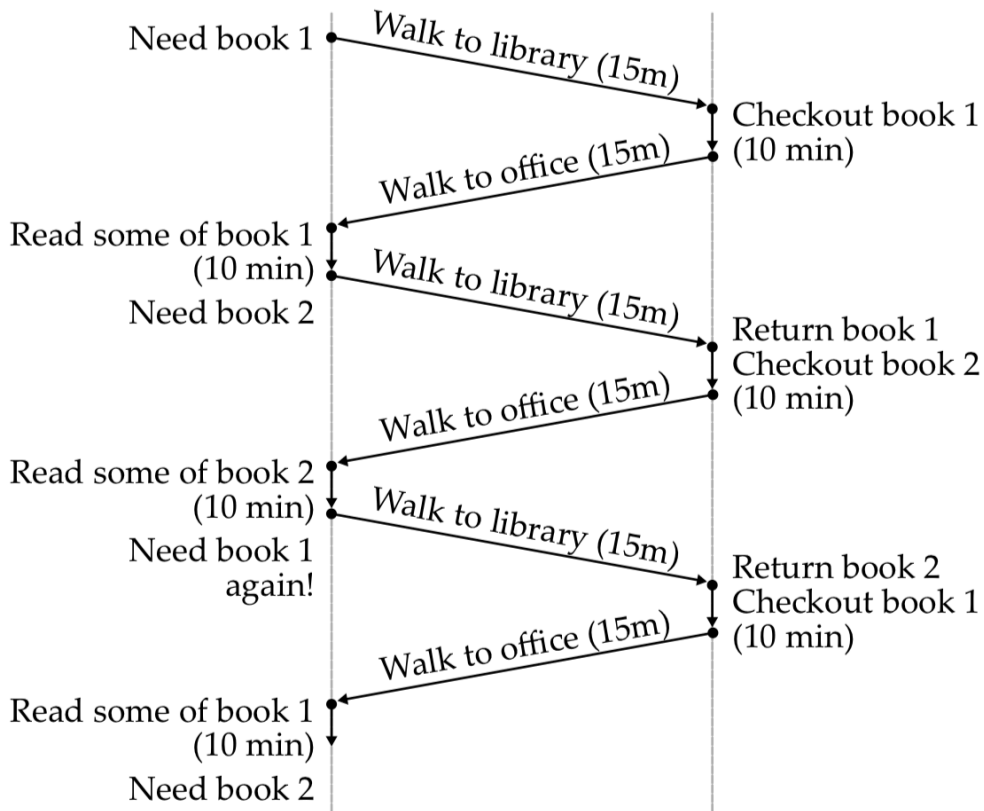 Need book 1
Walk to library (15m)
Checkout book 1
(10 min)
Walk to office (15m)
Read some of book 1
(10 min)
Need book 2
Walk to library (15m)
Return book 1
Checkout book 2
(10 min)
Walk to office (15m)
Read some of book 2
(10 min)
Need book 1
again!
Walk to library (15m)
Return book 2
Checkout book 1
(10 min)
Walk to office (15m)
Read some of book 1
(10 min)
Need book 2